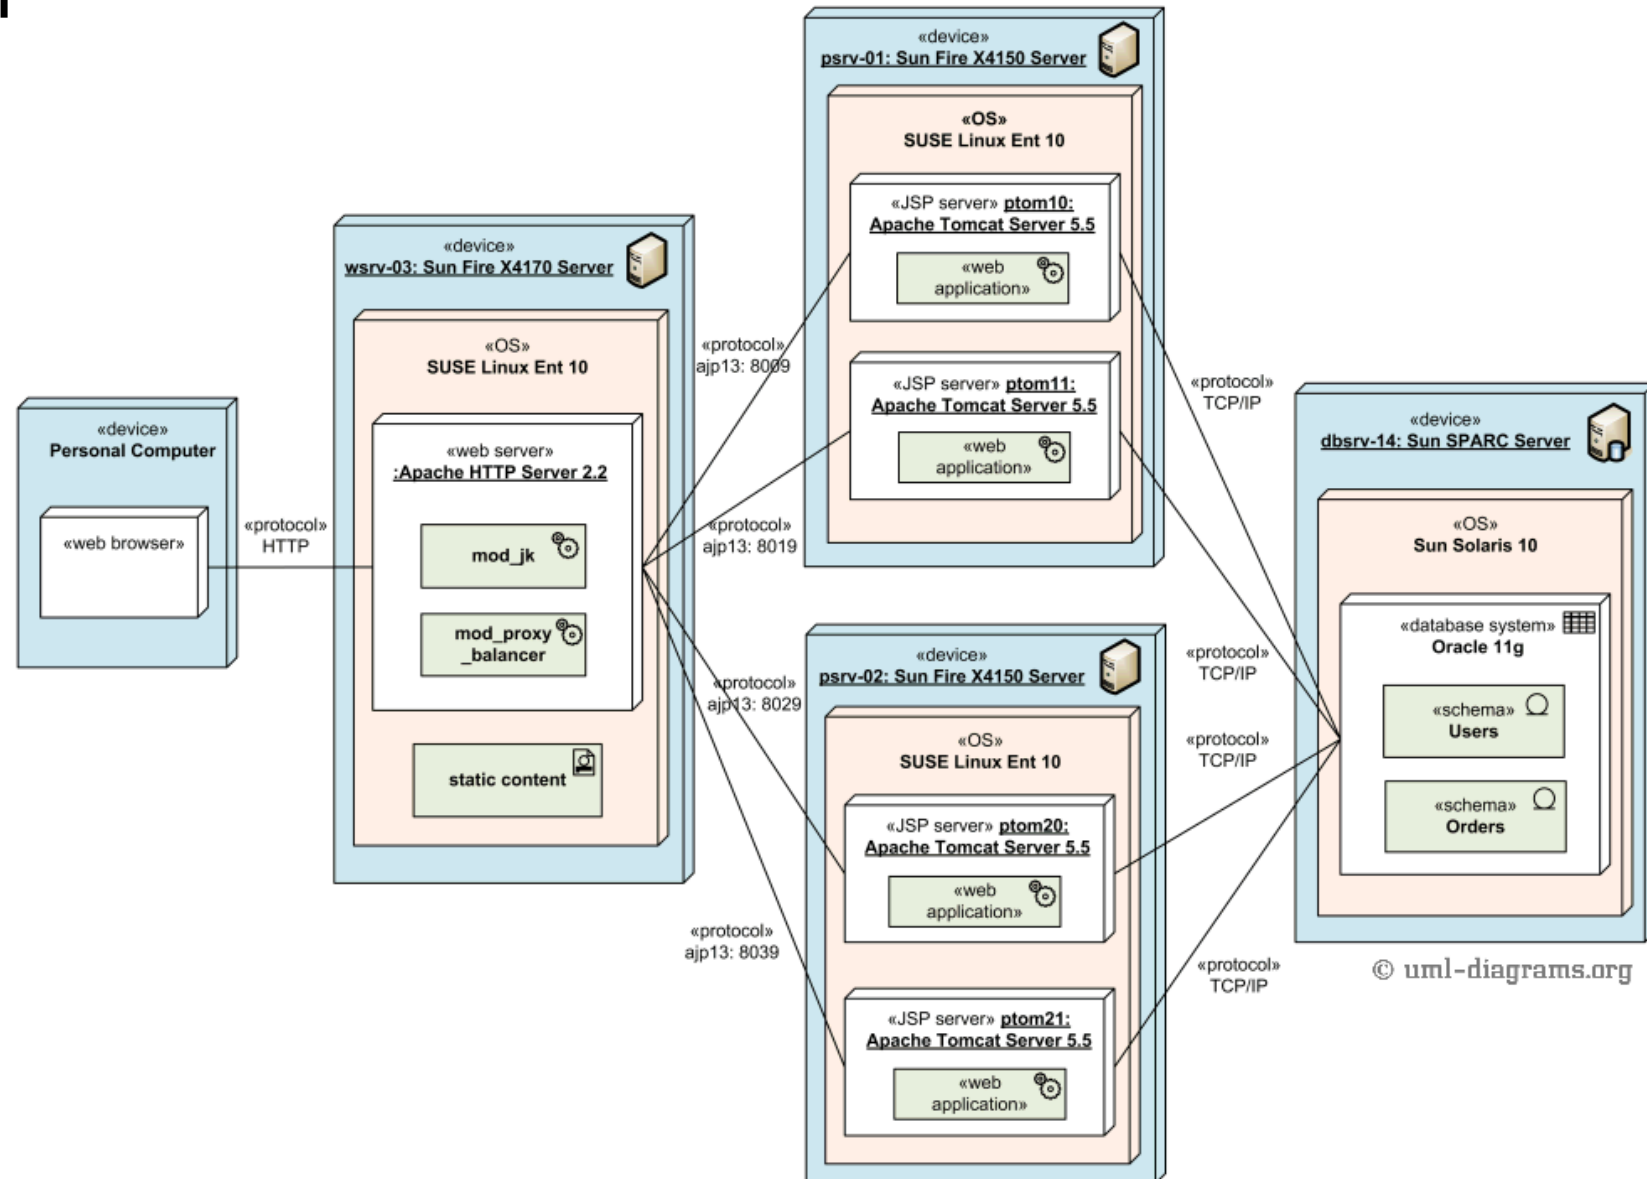 «device»
Personal Computer
«web browser»
«protocol»
HTTP
«device»
wsrv-03: Sun Fire X4170 Server
«OS»
SUSE Linux Ent 10
«web server»
:Apache HTTP Server 2.2
mod_jk
mod_proxy
_balancer
static content
«protocol»
ajp13: 8009
«protocol»
ajp13: 8019
«protocol»
ajp13: 8029
«protocol»
ajp13: 8039
«device»
psrv-01: Sun Fire X4150 Server
«OS»
SUSE Linux Ent 10
«JSP server» ptom10:
Apache Tomcat Server 5.5
«web
application»
«JSP server» ptom11:
Apache Tomcat Server 5.5
«web
application»
«device»
psrv-02: Sun Fire X4150 Server
«OS»
SUSE Linux Ent 10
«JSP server» ptom20:
Apache Tomcat Server 5.5
«web
application»
«JSP server» ptom21:
Apache Tomcat Server 5.5
«web
application»
«protocol»
TCP/IP
«protocol»
TCP/IP
«protocol»
TCP/IP
«protocol»
TCP/IP
«device»
dbsrv-14: Sun SPARC Server
«OS»
Sun Solaris 10
«database system»
Oracle 11g
«schema»
Users
«schema»
Orders
© uml-diagrams.org